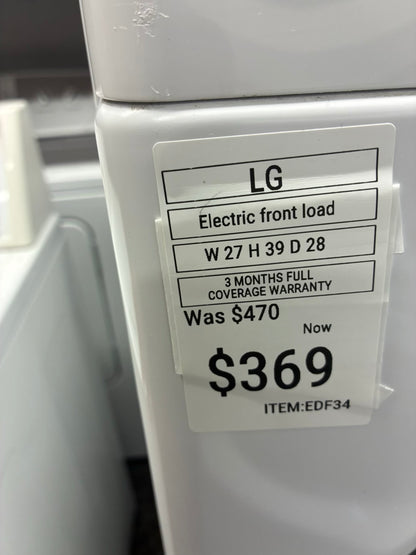 LG
Electric front load
W 27 H 39 D 28
3 MONTHS FULL
COVERAGE WARRANTY
Was $470
Now
$369
ITEM:EDF34